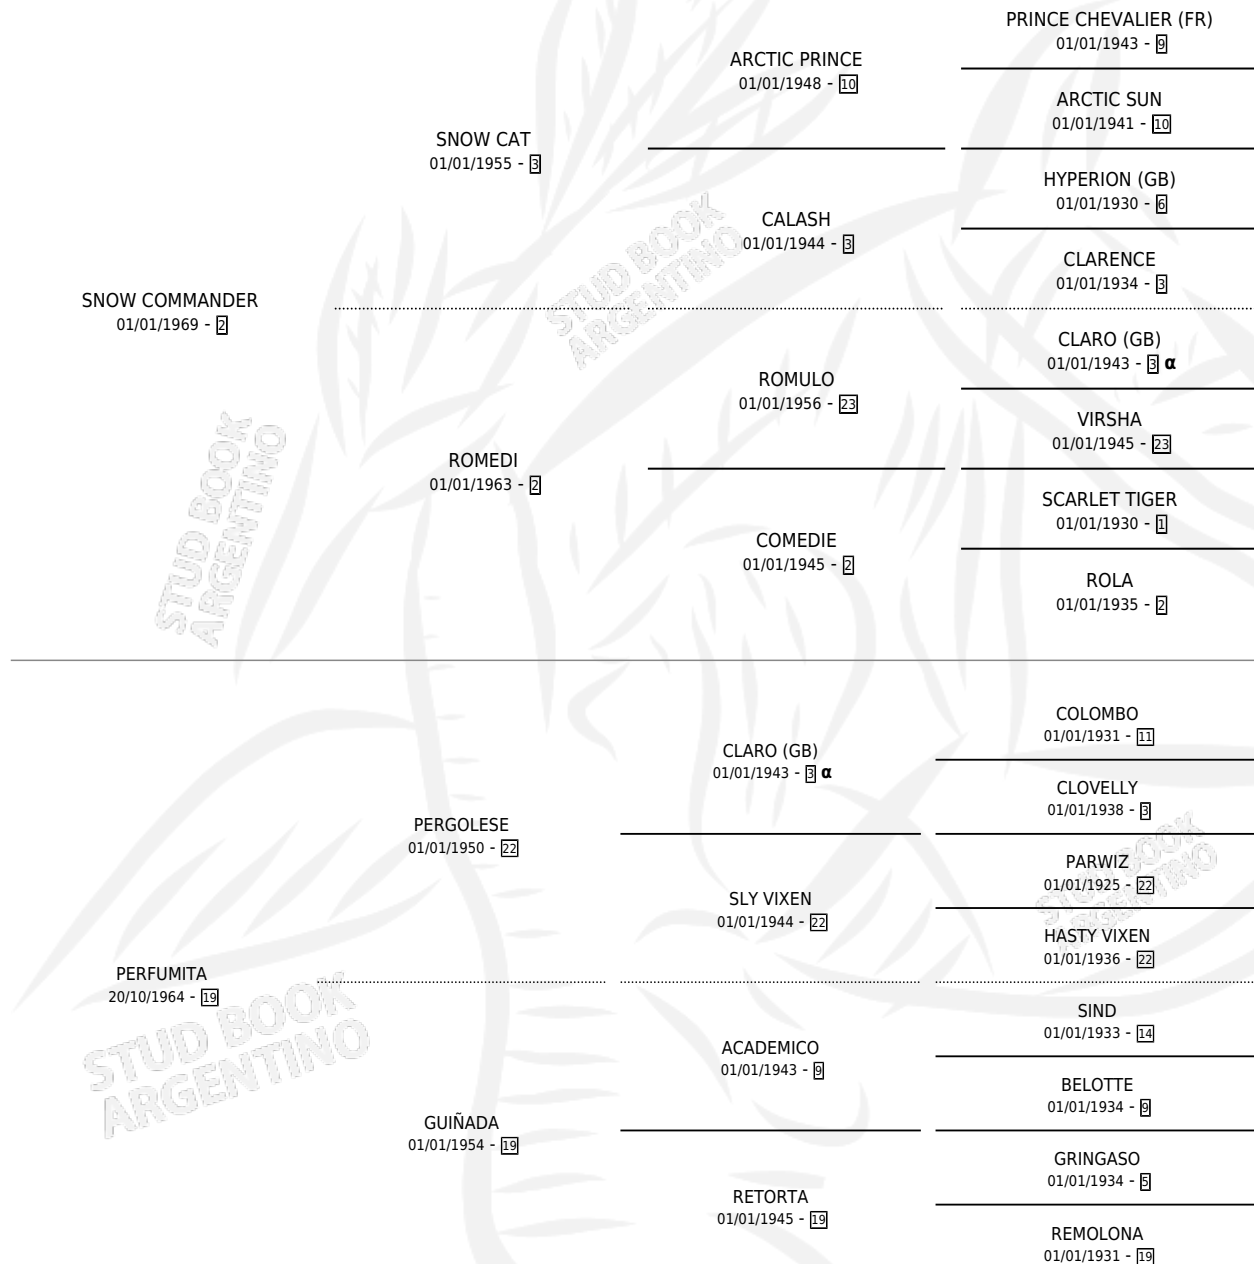 PRINCE CHEVALIER (FR)
01/01/1943 - 9
ARCTIC PRINCE
01/01/1948 - 10
ARCTIC SUN
01/01/1941 - 10
SNOW CAT
01/01/1955 - 3
HYPERION (GB)
01/01/1930 - 6
CALASH
01/01/1944 - 3
CLARENCE
01/01/1934 - 3
SNOW COMMANDER
01/01/1969 - 2
CLARO (GB)
01/01/1943 - 3 α
ROMULO
01/01/1956 - 23
VIRSHA
01/01/1945 - 23
ROMEDI
01/01/1963 - 2
SCARLET TIGER
01/01/1930 - 1
COMEDIE
01/01/1945 - 2
ROLA
01/01/1935 - 2
COLOMBO
01/01/1931 - 11
CLARO (GB)
01/01/1943 - 3 α
CLOVELLY
01/01/1938 - 3
PERGOLESE
01/01/1950 - 22
PARWIZ
01/01/1925 - 22
SLY VIXEN
01/01/1944 - 22
HASTY VIXEN
01/01/1936 - 22
PERFUMITA
20/10/1964 - 19
SIND
01/01/1933 - 14
ACADEMICO
01/01/1943 - 9
BELOTTE
01/01/1934 - 9
GUIÑADA
01/01/1954 - 19
GRINGASO
01/01/1934 - 5
RETORTA
01/01/1945 - 19
REMOLONA
01/01/1931 - 19
STUD BOOK
ARGENTINO
STUD BOOK
ARGENTINO
STUD BOOK
ARGENTINO
STUD BOOK
ARGENTINO